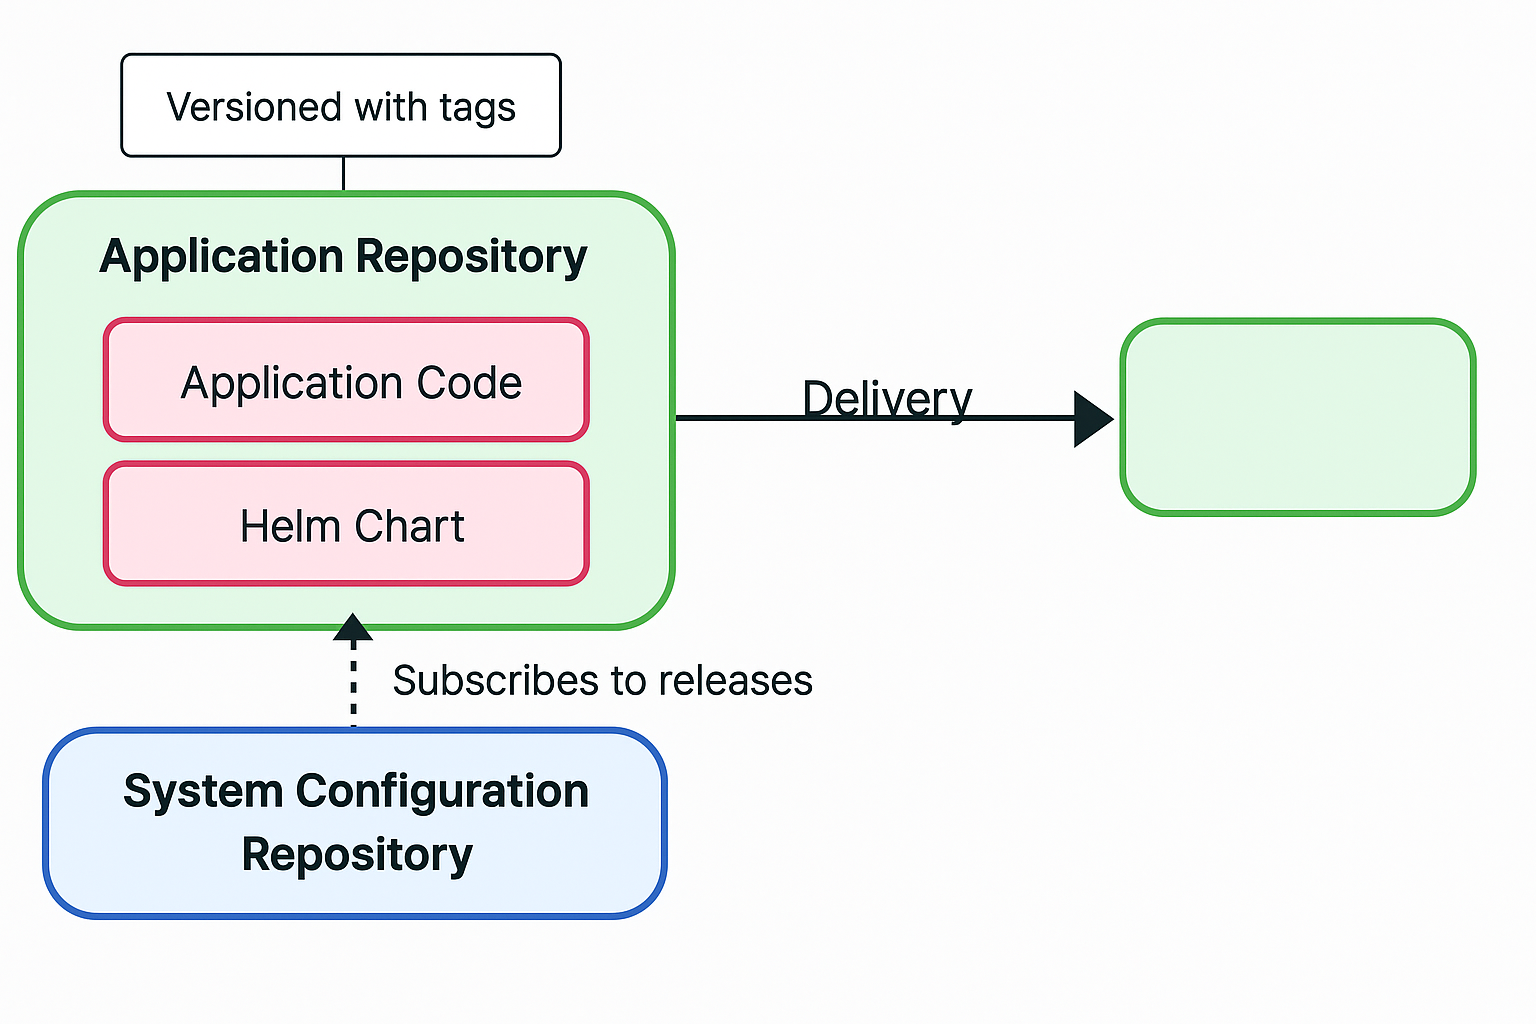 Versioned with tags
Application Repository
Application Code
Helm Chart
Delivery
Subscribes to releases
System Configuration
Repository